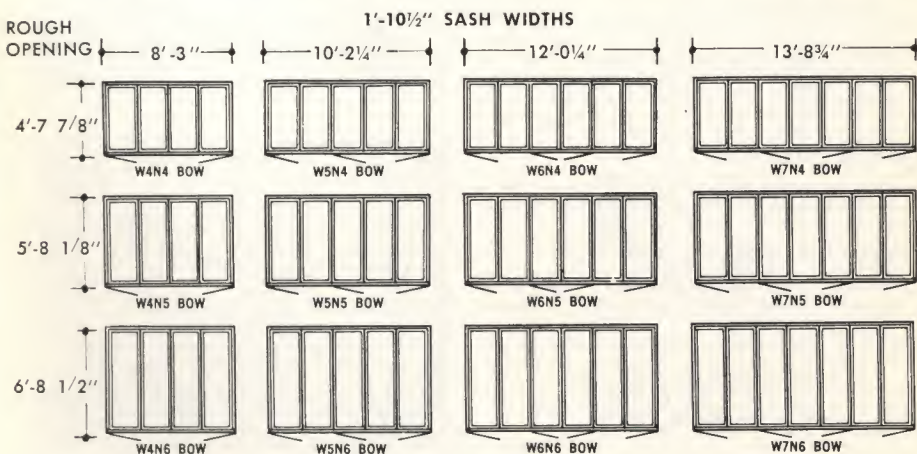 1'-10½" SASH WIDTHS
ROUGH
OPENING
8'-3" 10'-2¼" 12'-0¼" 13'-8¾"
4'-7 7/8"
W4N4 BOW W5N4 BOW W6N4 BOW W7N4 BOW
5'-8 1/8"
W4N5 BOW W5N5 BOW W6N5 BOW W7N5 BOW
6'-8 1/2"
W4N6 BOW W5N6 BOW W6N6 BOW W7N6 BOW